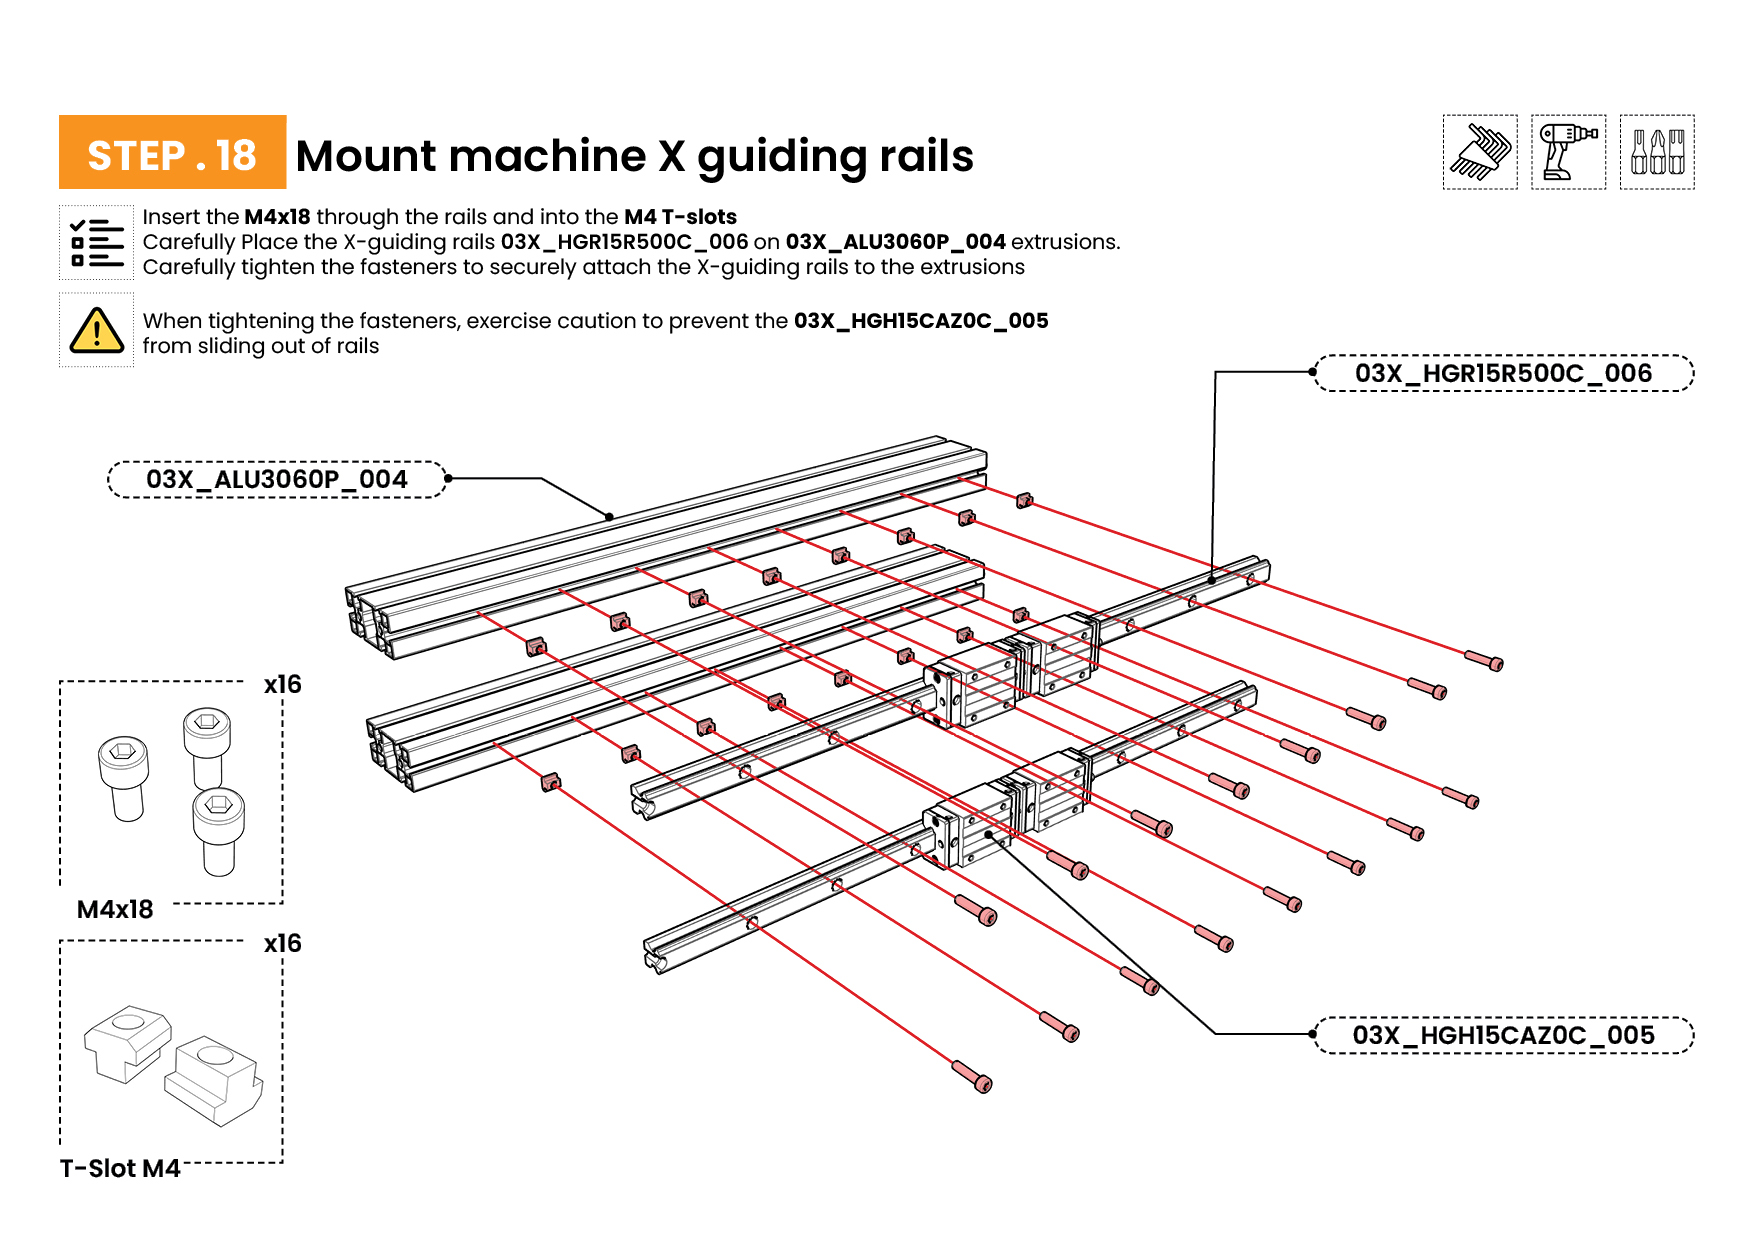 STEP . 18 Mount machine X guiding rails
Insert the M4x18 through the rails and into the M4 T-slots
Carefully Place the X-guiding rails 03X_HGR15R500C_006 on 03X_ALU3060P_004 extrusions.
Carefully tighten the fasteners to securely attach the X-guiding rails to the extrusions
When tightening the fasteners, exercise caution to prevent the 03X_HGH15CAZ0C_005
from sliding out of rails
03X_HGR15R500C_006
03X_ALU3060P_004
x16
M4x18
x16
03X_HGH15CAZ0C_005
T-Slot M4